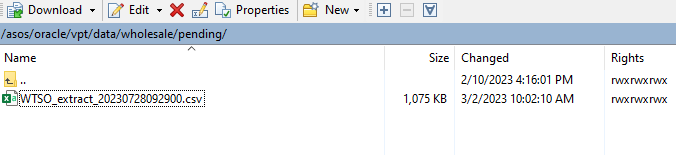 Download Edit Properties New
/asos/oracle/vpt/data/wholesale/pending/
Name Size Changed Rights
.. 2/10/2023 4:16:01 PM rwxrwxrwx
WTSO_extract_20230728092900.csv 1,075 KB 3/2/2023 10:02:10 AM rwxrwxrwx